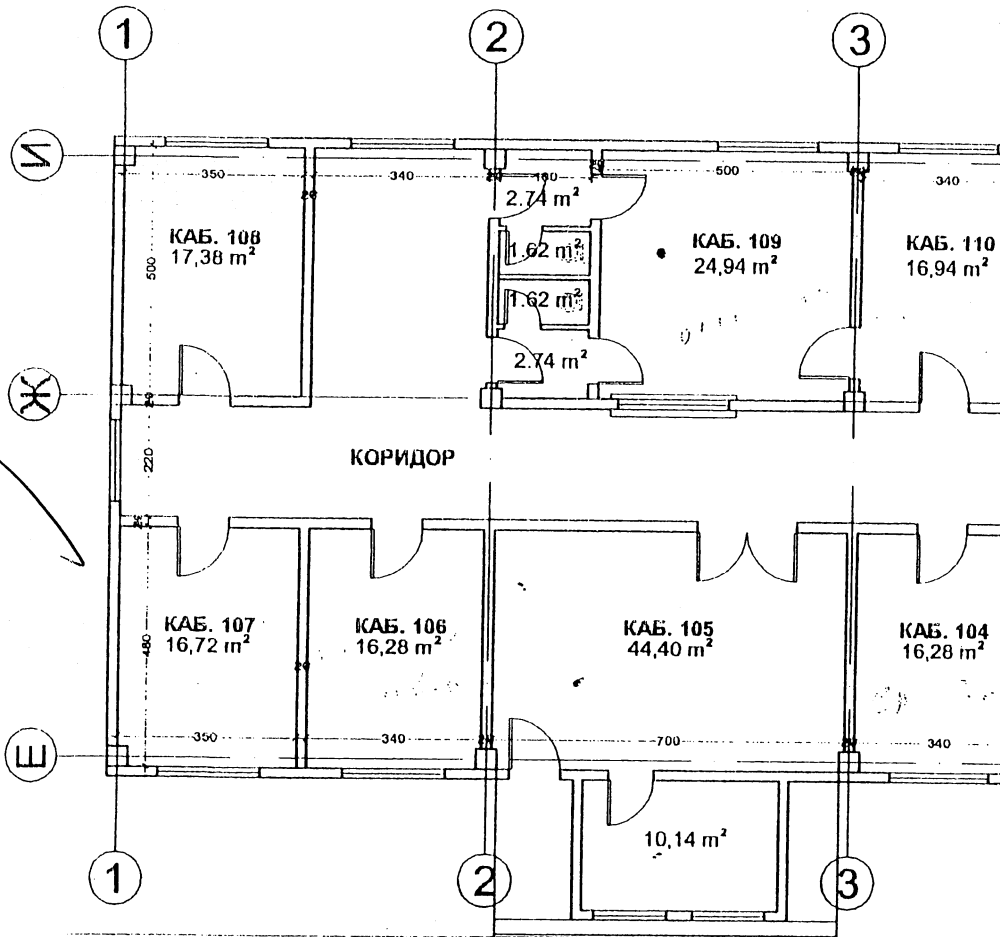 1
2
3
И
350
340
20
180
500
340
20
2.74 m²
КАБ. 108
17,38 m²
1.62 m²
КАБ. 109
24,94 m²
КАБ. 110
16,94 m²
500
1.62 m²
2.74 m²
Ж
20
220
КОРИДОР
КАБ. 107
16,72 m²
КАБ. 106
16,28 m²
КАБ. 105
44,40 m²
КАБ. 104
16,28 m²
480
20
350
340
700
340
Ш
10,14 m²
1
2
3